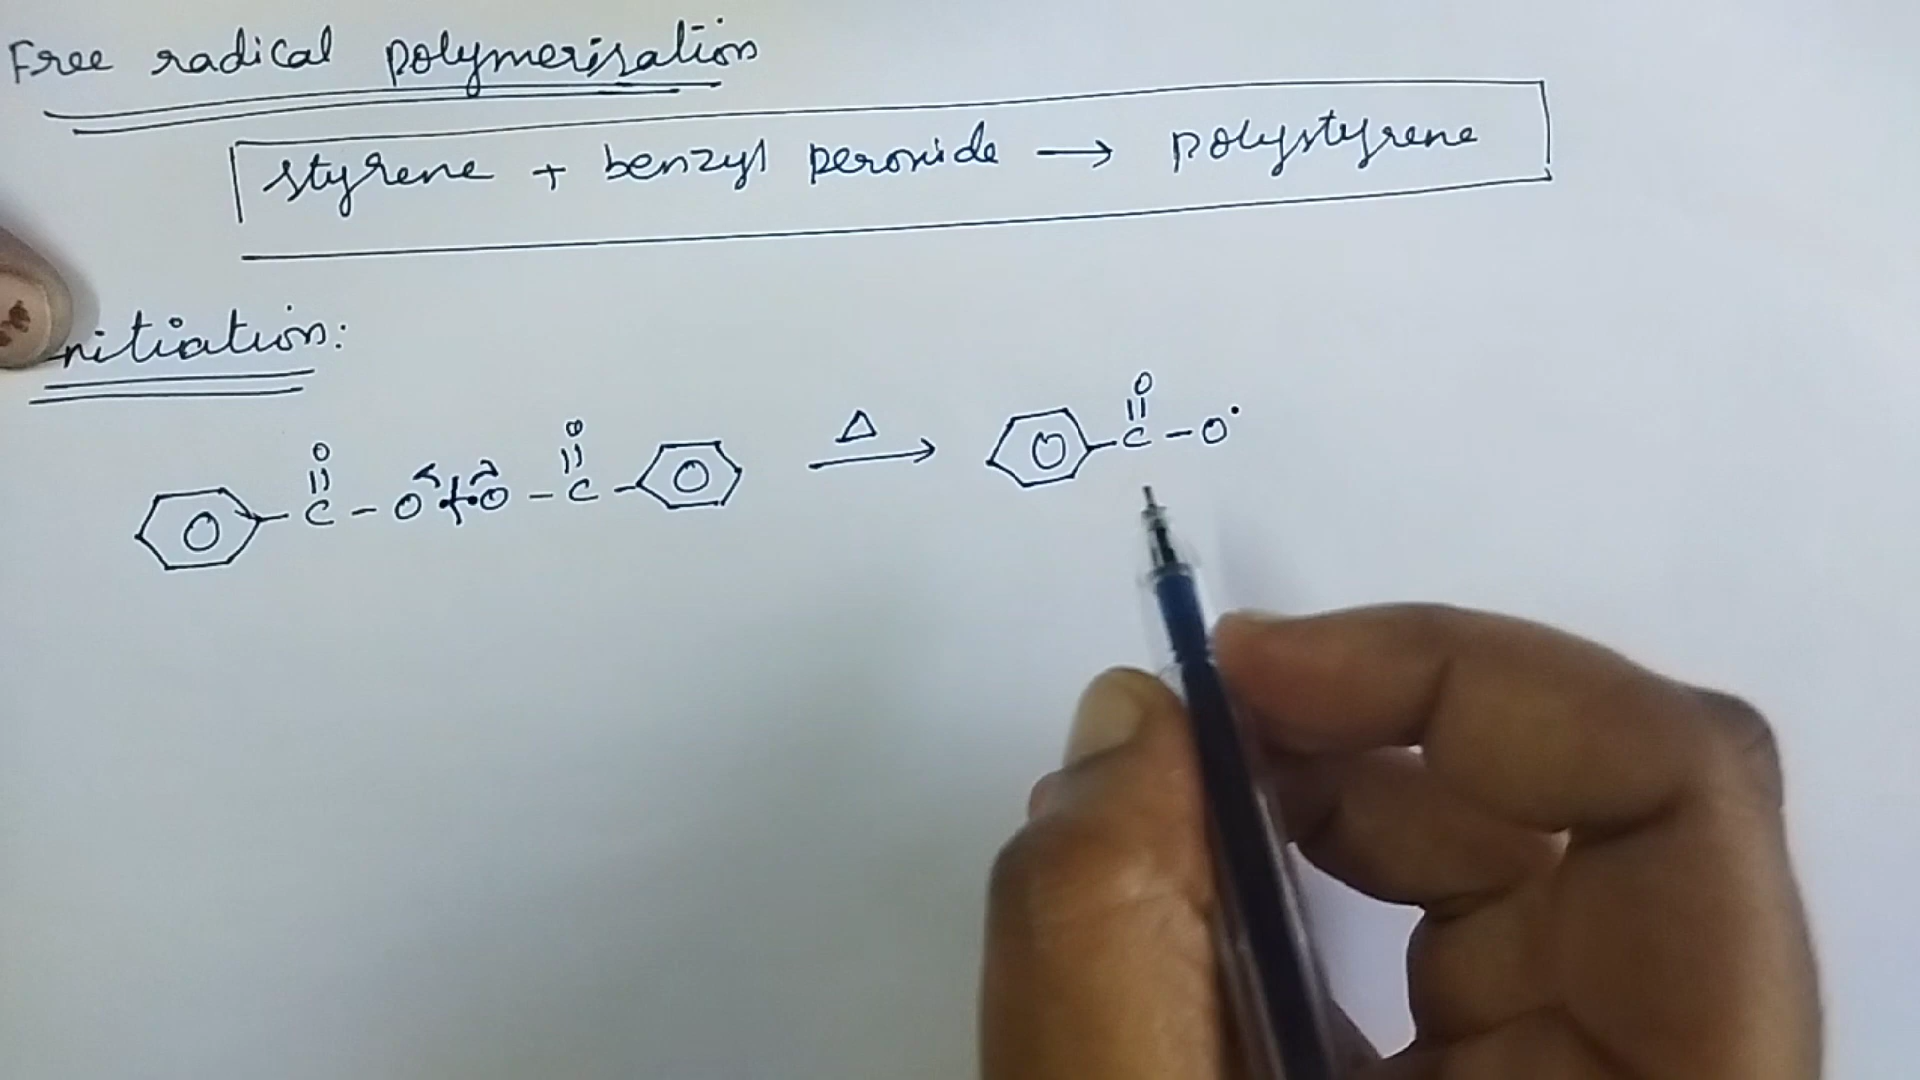 Free radical polymerisation
styrene + benzyl peroxide → polystyrene
nitiation:
O O Δ O
C - O O - C C - O•